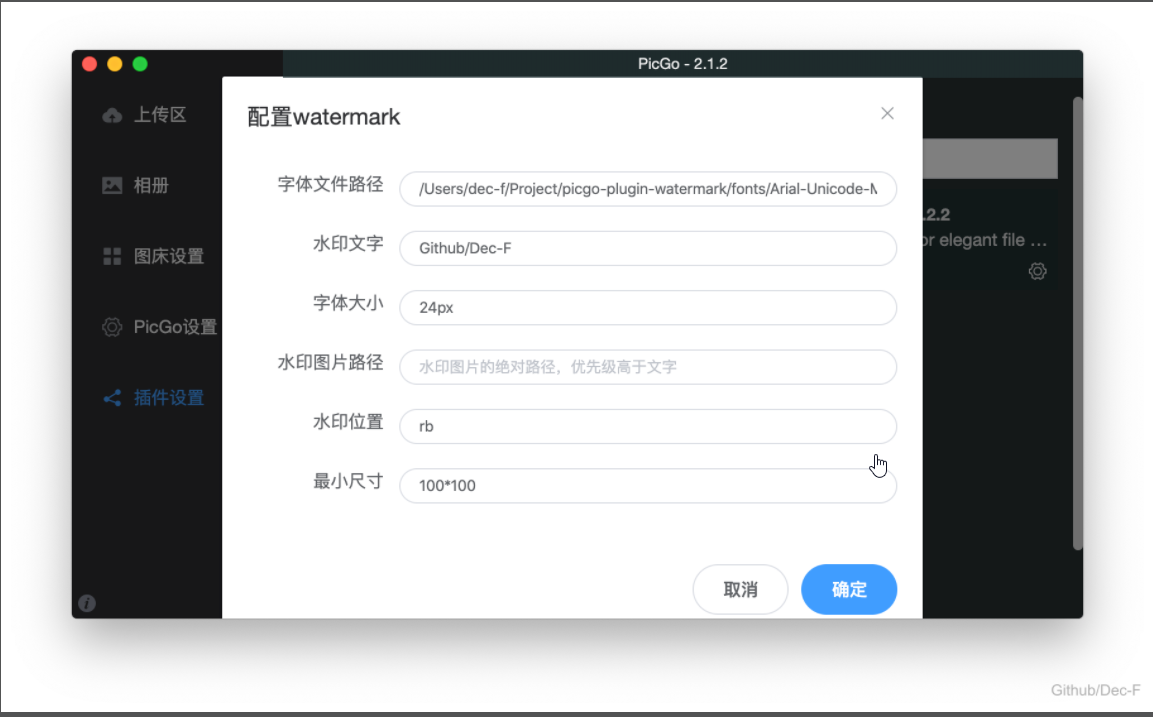 PicGo - 2.1.2
上传区
相册
图床设置
PicGo设置
插件设置
配置watermark
字体文件路径
/Users/dec-f/Project/picgo-plugin-watermark/fonts/Arial-Unicode-
水印文字
Github/Dec-F
字体大小
24px
水印图片路径
水印图片的绝对路径，优先级高于文字
水印位置
rb
最小尺寸
100*100
取消
确定
.2.2
or elegant file ...
Github/Dec-F